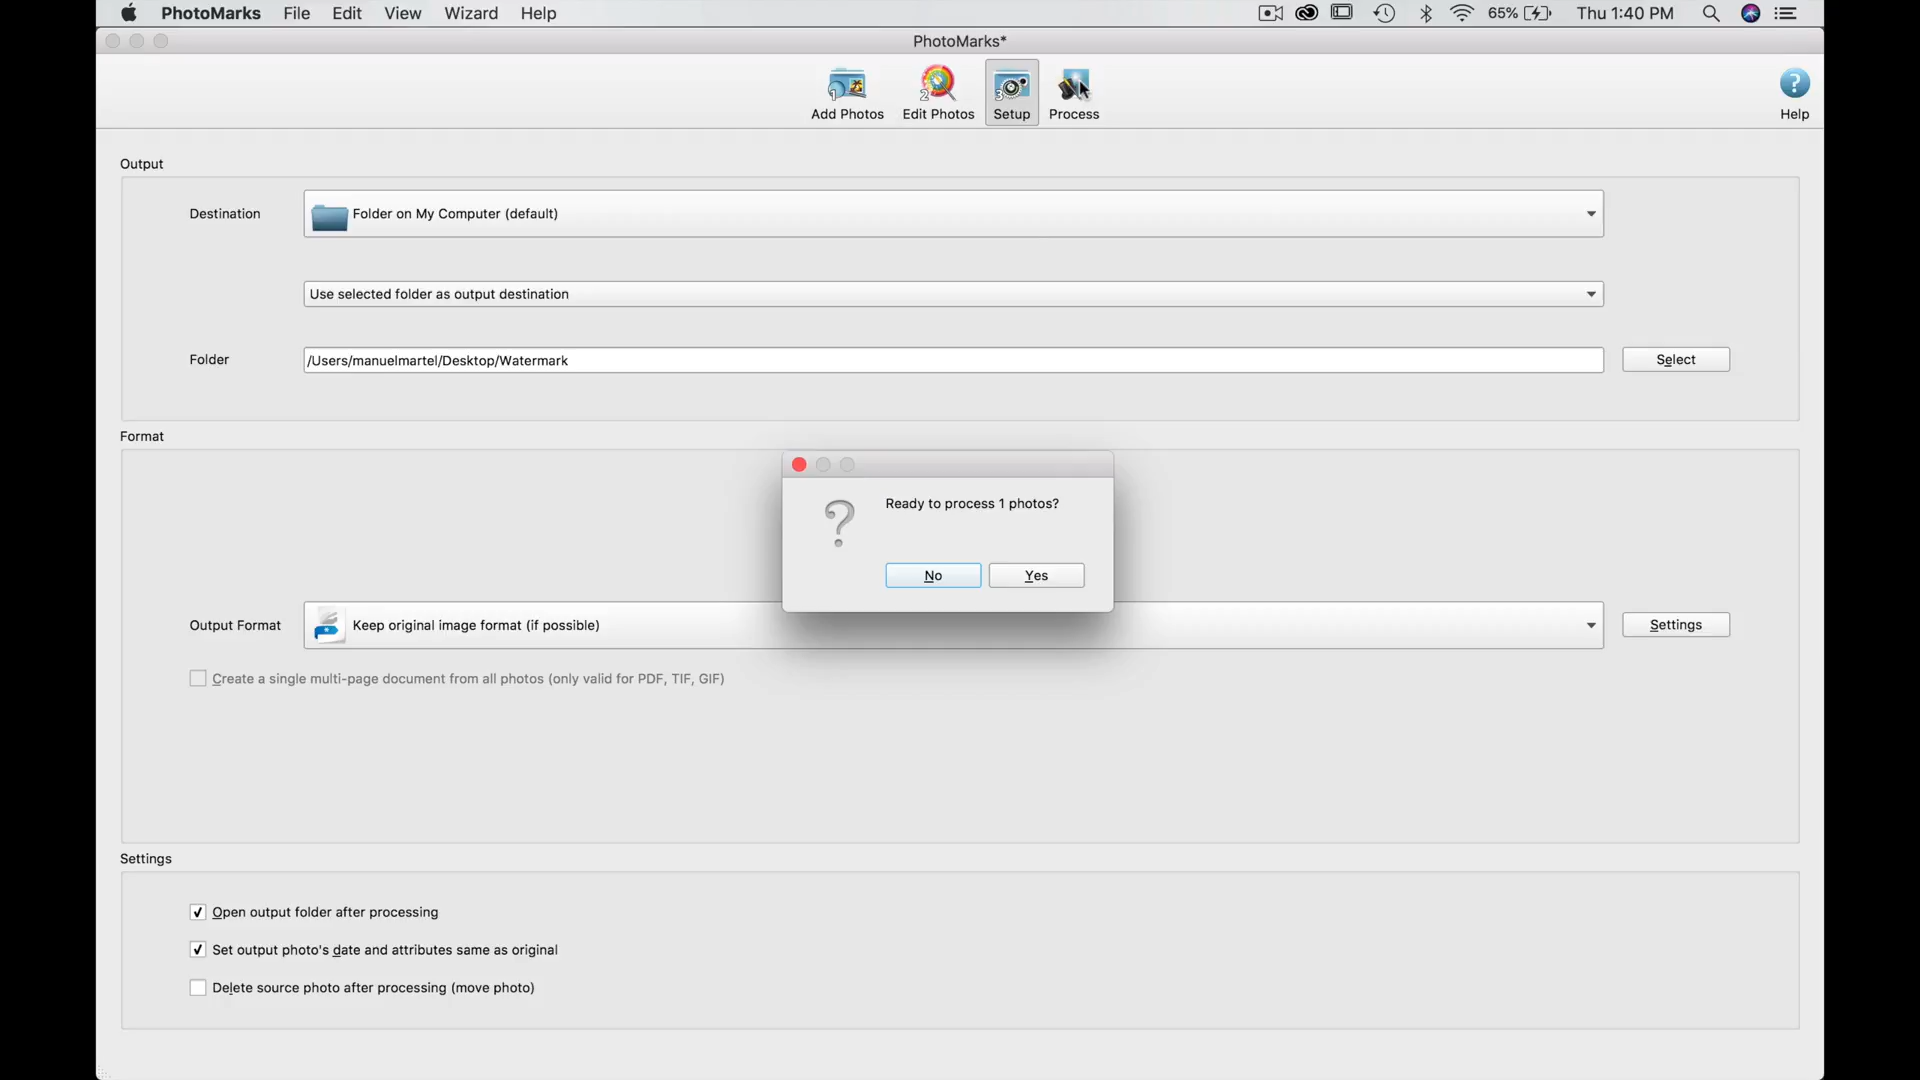 PhotoMarks File Edit View Wizard Help 65% Thu 1:40 PM
PhotoMarks*
1 2 3
Add Photos Edit Photos Setup Process Help
Output
Destination Folder on My Computer (default)
Use selected folder as output destination
Folder /Users/manuelmartel/Desktop/Watermark Select
Format
Ready to process 1 photos?
No Yes
Output Format Keep original image format (if possible) Settings
Create a single multi-page document from all photos (only valid for PDF, TIF, GIF)
Settings
Open output folder after processing
Set output photo's date and attributes same as original
Delete source photo after processing (move photo)